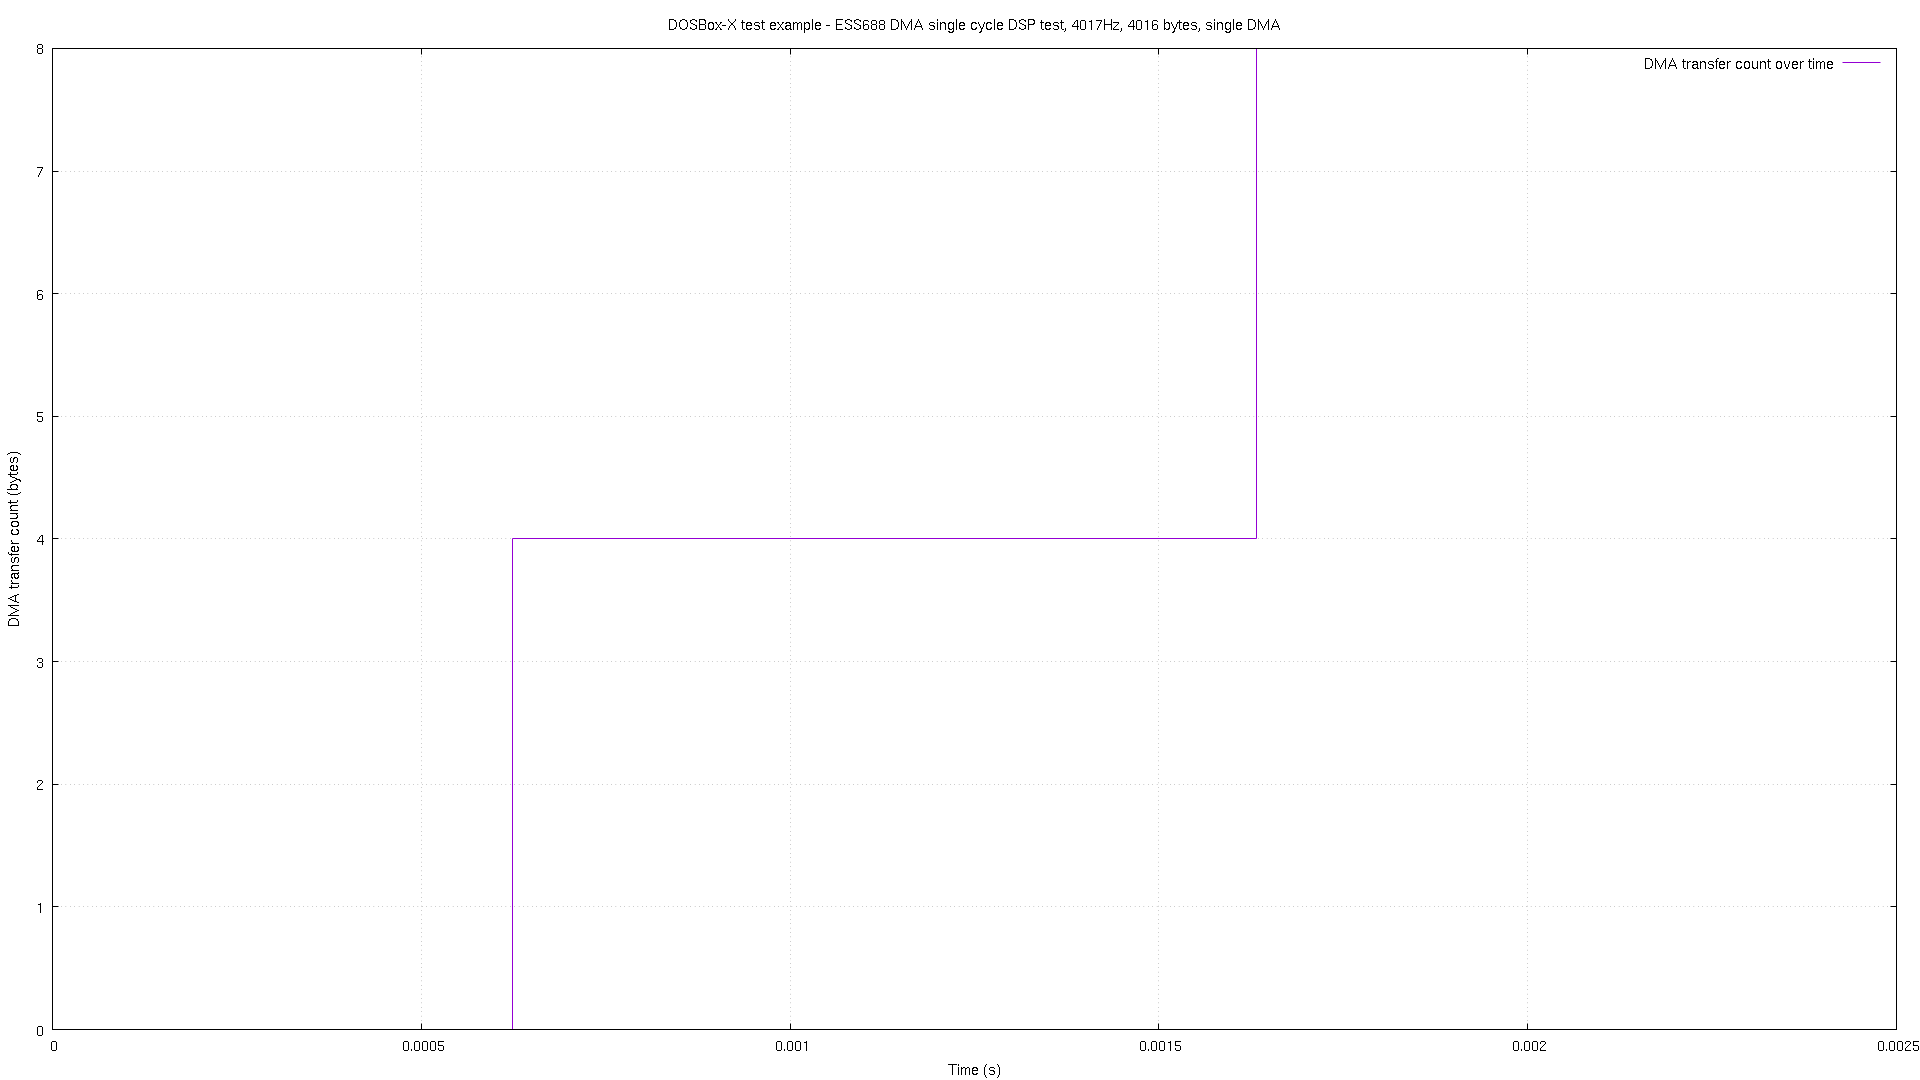 DOSBox-X test example - ESS688 DMA single cycle DSP test, 4017Hz, 4016 bytes, single DMA
DMA transfer count over time
8
7
6
5
4
3
2
1
0
DMA transfer count (bytes)
0 0.0005 0.001 0.0015 0.002 0.0025
Time (s)